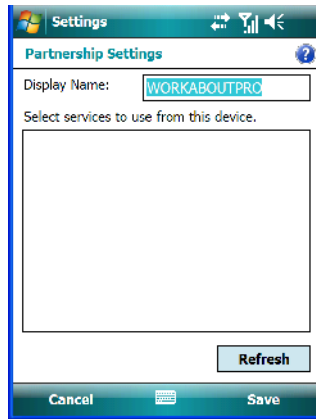 Settings
Partnership Settings
Display Name: WORKABOUTPRO
Select services to use from this device.
Refresh
Cancel Save